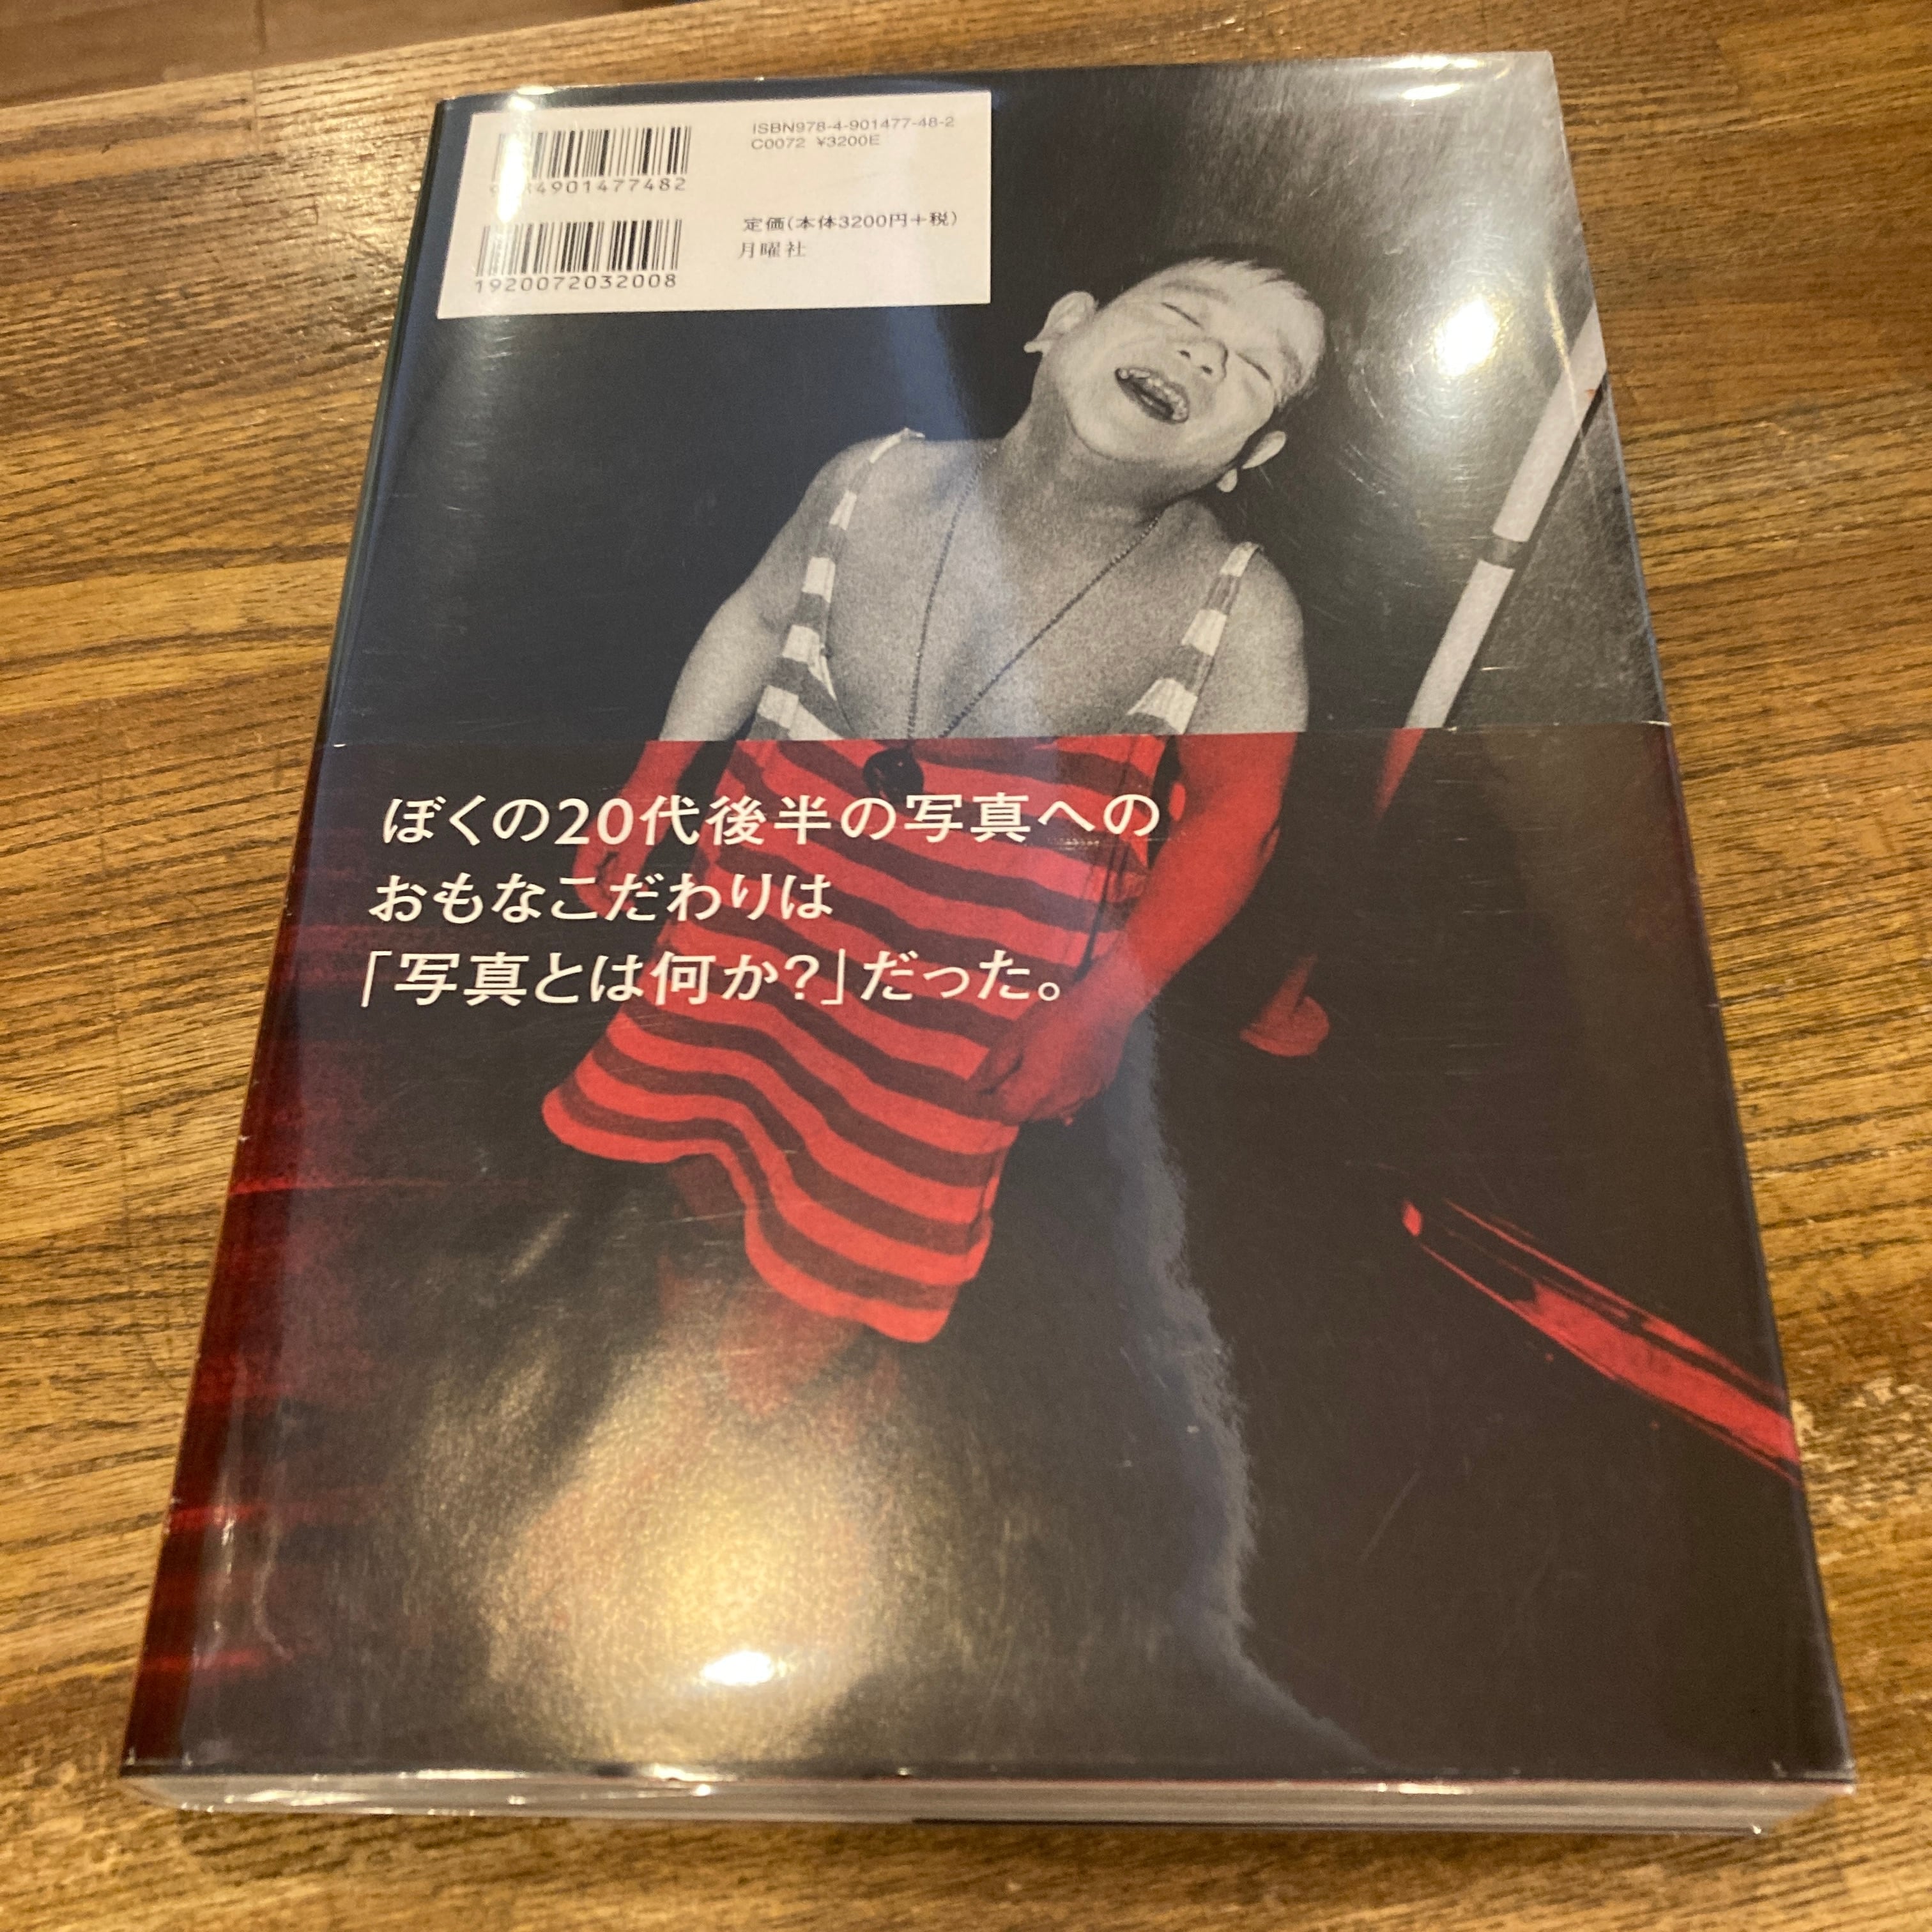 ISBN978-4-901477-48-2
C0072 ¥3200E
4901477482
定価(本体3200円+税)
月曜社
1920072032008
ぼくの20代後半の写真への
おもなこだわりは
「写真とは何か?」だった。